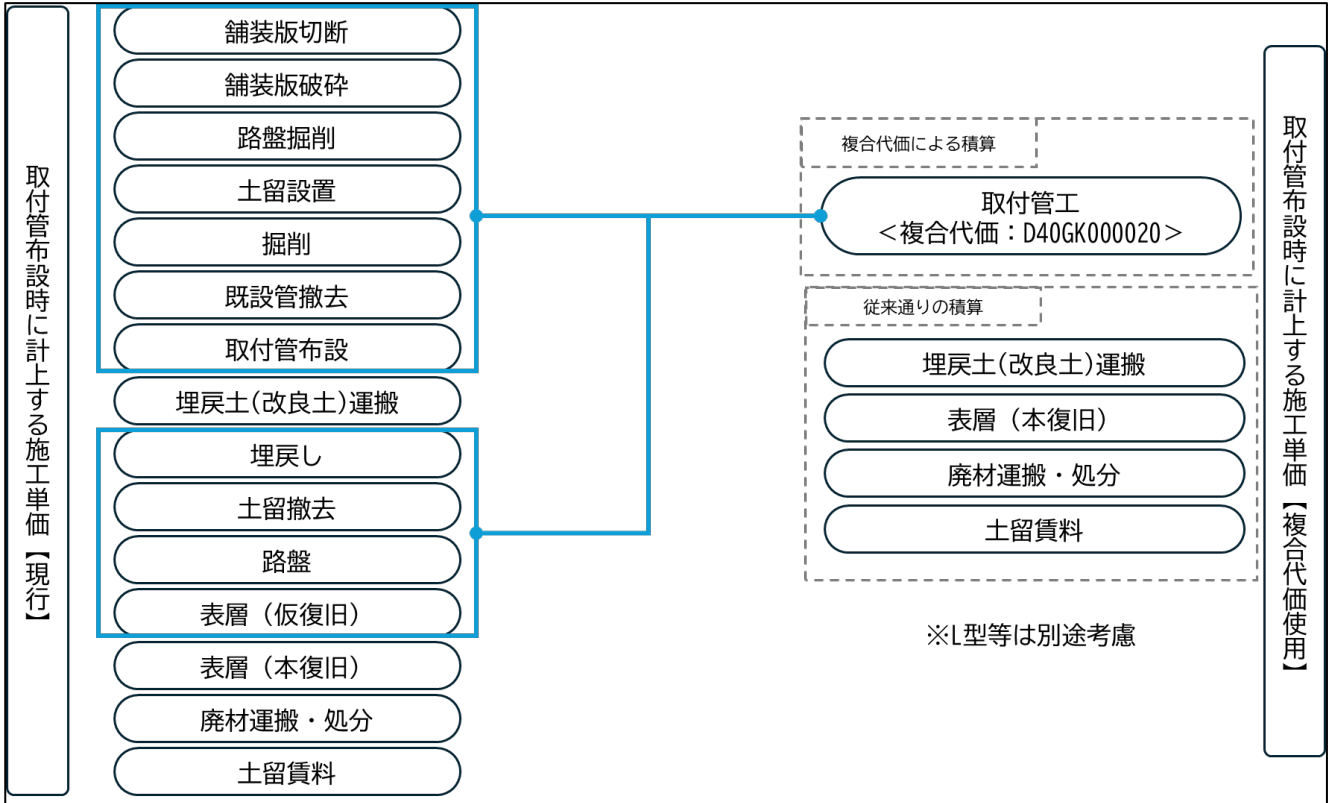 取付管布設時に計上する施工単価【現行】
舗装版切断
舗装版破砕
路盤掘削
土留設置
掘削
既設管撤去
取付管布設
埋戻土(改良土)運搬
埋戻し
土留撤去
路盤
表層（仮復旧）
表層（本復旧）
廃材運搬・処分
土留賃料
複合代価による積算
取付管工
＜複合代価：D40GK000020＞
従来通りの積算
埋戻土(改良土)運搬
表層（本復旧）
廃材運搬・処分
土留賃料
※L型等は別途考慮
取付管布設時に計上する施工単価【複合代価使用】